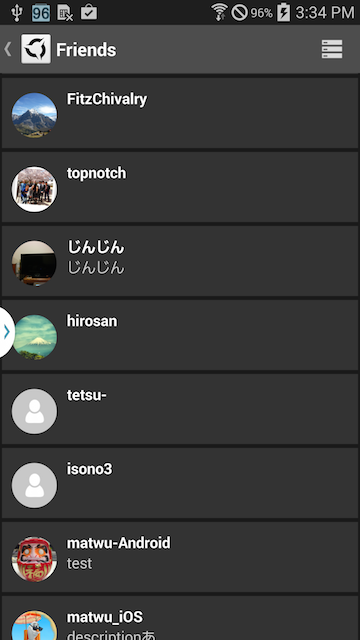 96
96%
3:34 PM
Friends
FitzChivalry
topnotch
じんじん
じんじん
hirosan
tetsu-
isono3
matwu-Android
test
matwu_iOS
descriptionあ